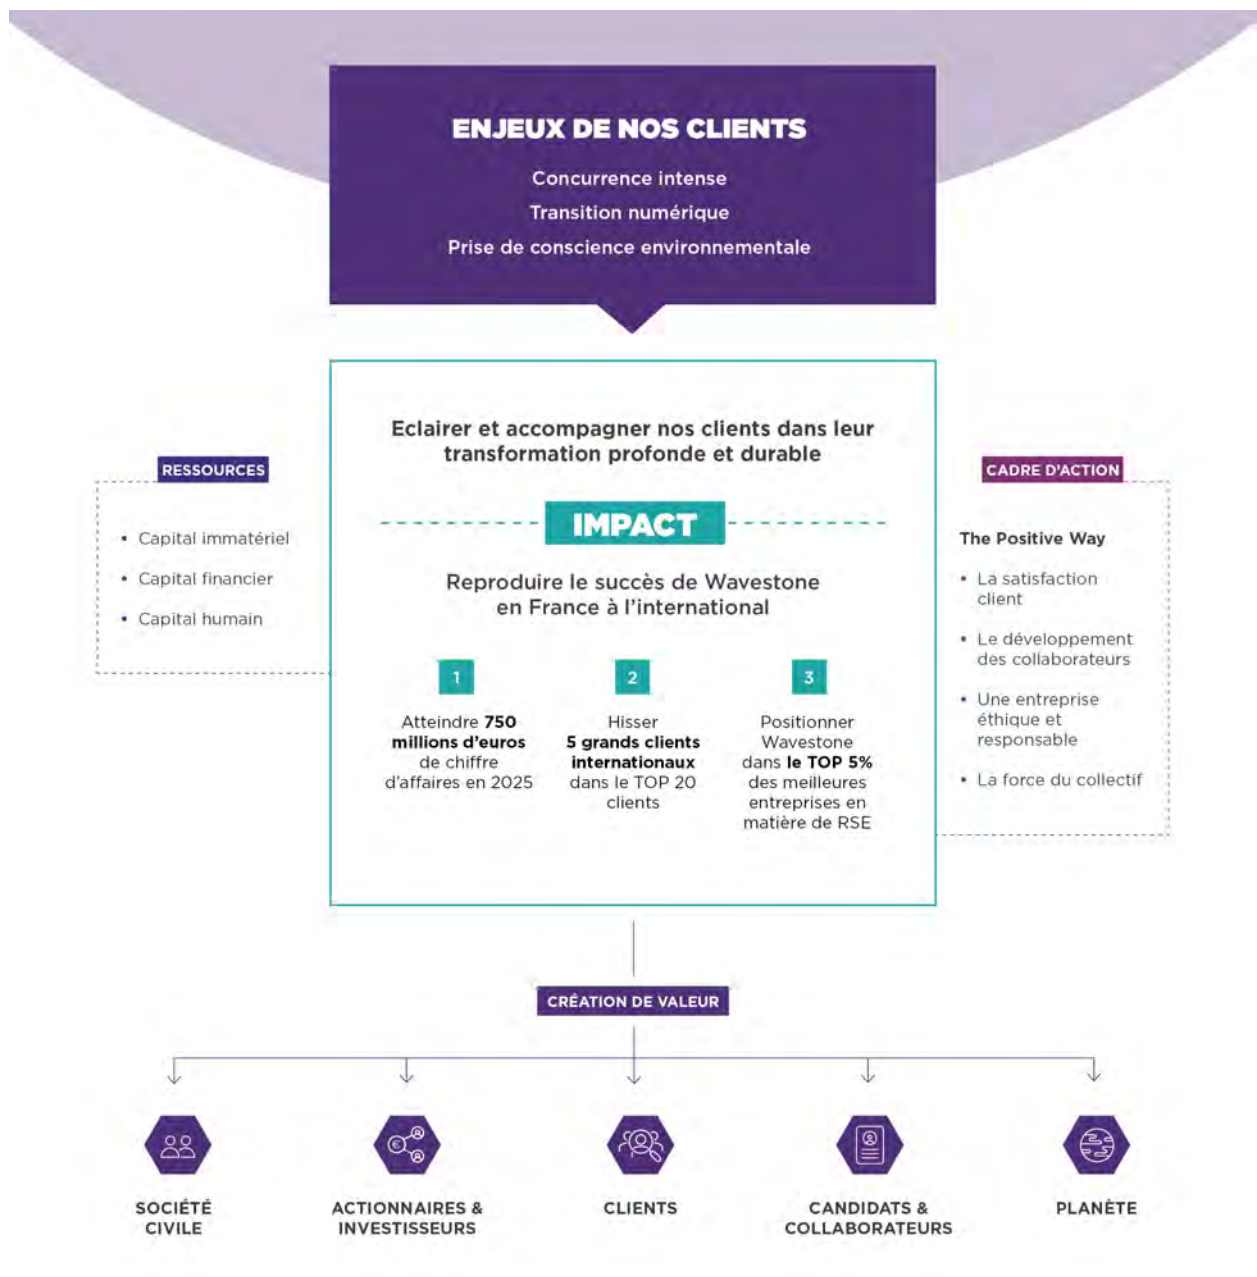 ENJEUX DE NOS CLIENTS
Concurrence intense
Transition numérique
Prise de conscience environnementale
Eclairer et accompagner nos clients dans leur
transformation profonde et durable
IMPACT
Reproduire le succès de Wavestone
en France à l'international
1
Atteindre 750
millions d'euros
de chiffre
d'affaires en 2025
2
Hisser
5 grands clients
internationaux
dans le TOP 20
clients
3
Positionner
Wavestone
dans le TOP 5%
des meilleures
entreprises en
matière de RSE
RESSOURCES
• Capital immatériel
• Capital financier
• Capital humain
CADRE D'ACTION
The Positive Way
• La satisfaction
client
• Le développement
des collaborateurs
• Une entreprise
éthique et
responsable
• La force du collectif
CRÉATION DE VALEUR
SOCIÉTÉ
CIVILE
€
ACTIONNAIRES &
INVESTISSEURS
CLIENTS
CANDIDATS &
COLLABORATEURS
PLANÈTE